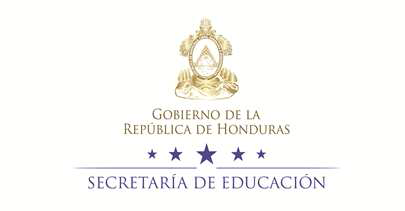 GOBIERNO DE LA
REPÚBLICA DE HONDURAS
SECRETARÍA DE EDUCACIÓN